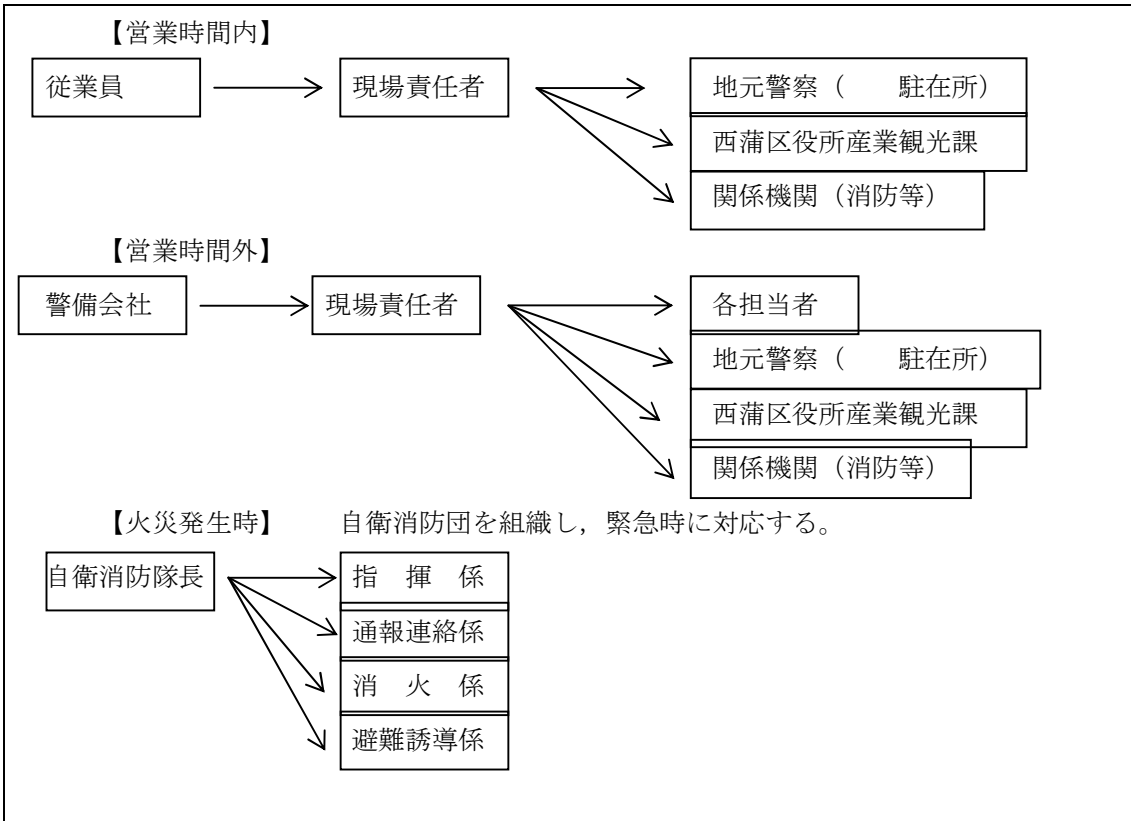 【営業時間内】
従業員
現場責任者
地元警察（　　駐在所）
西蒲区役所産業観光課
関係機関（消防等）
【営業時間外】
警備会社
現場責任者
各担当者
地元警察（　　駐在所）
西蒲区役所産業観光課
関係機関（消防等）
【火災発生時】　　自衛消防団を組織し，緊急時に対応する。
自衛消防隊長
指　揮　係
通報連絡係
消　火　係
避難誘導係